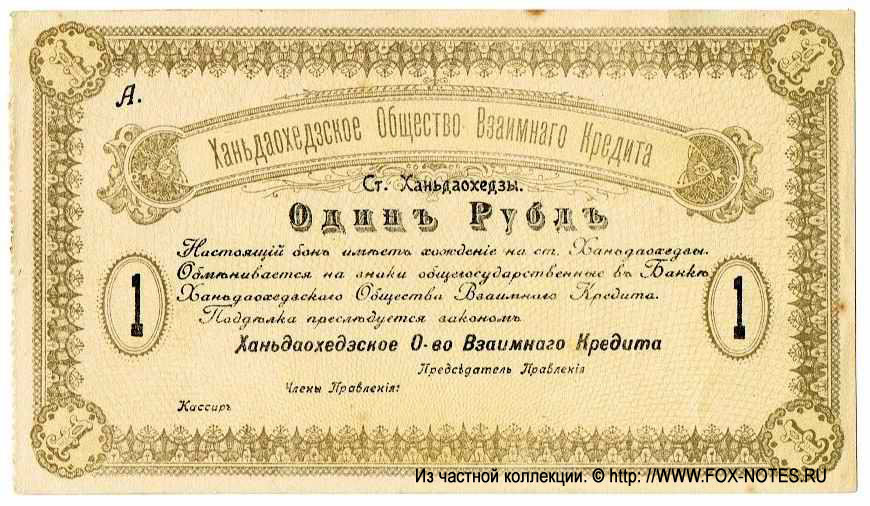 А.
Ханьдаохедзское Общество Взаимнаго Кредита
Ст. Ханьдаохедзы.
Одинъ Рубль
Настоящій бонъ имѣетъ хожденіе на ст. Ханьдаохедзы.
1
Обмѣнивается на знаки общегосударственные въ Банкѣ
1
Ханьдаохедзскаго Общества Взаимнаго Кредита.
Поддѣлка преслѣдуется закономъ
Ханьдаохедзское О-во Взаимнаго Кредита
Предсѣдатель Правленія
Члены Правленія:
Кассиръ
Из частной коллекции. © http: //WWW.FOX-NOTES.RU